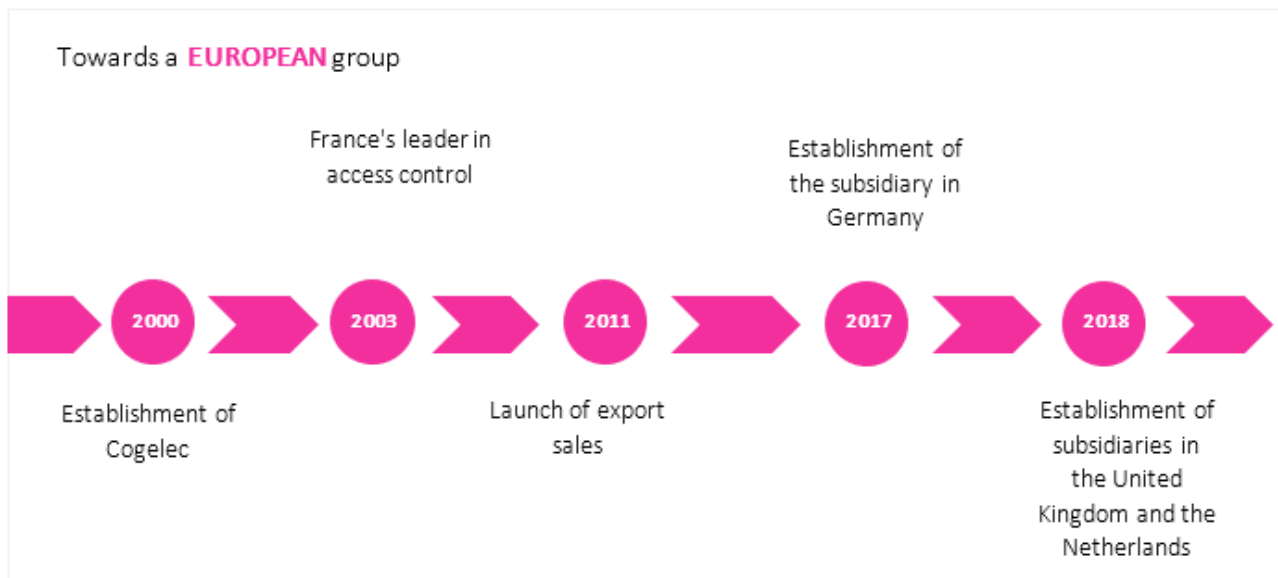 Towards a EUROPEAN group
France's leader in
access control
Establishment of
the subsidiary in
Germany
2000
2003
2011
2017
2018
Establishment of
Cogelec
Launch of export
sales
Establishment of
subsidiaries in
the United
Kingdom and the
Netherlands